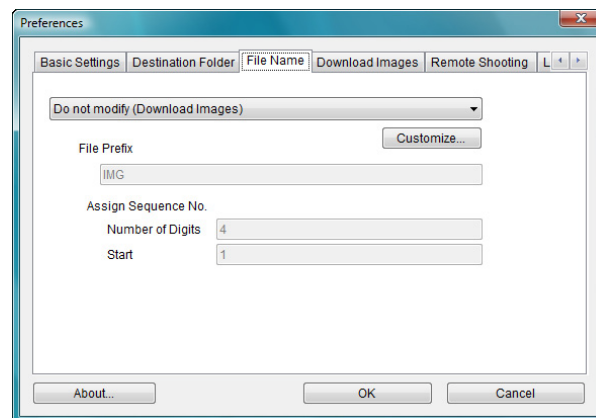 Preferences
Basic Settings Destination Folder File Name Download Images Remote Shooting L
Do not modify (Download Images)
Customize...
File Prefix
IMG
Assign Sequence No.
Number of Digits 4
Start 1
About... OK Cancel